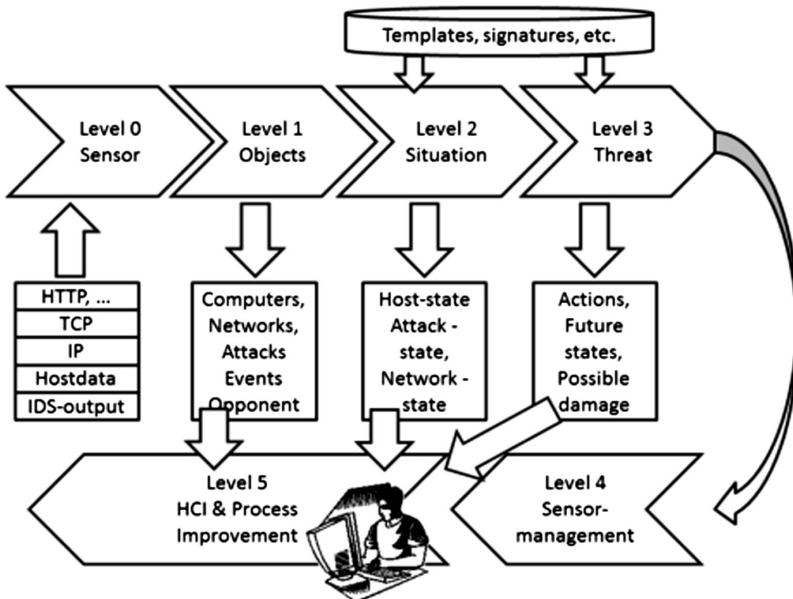 Templates, signatures, etc.
Level 0
Sensor
Level 1
Objects
Level 2
Situation
Level 3
Threat
HTTP, ...
TCP
IP
Hostdata
IDS-output
Computers,
Networks,
Attacks
Events
Opponent
Host-state
Attack -
state,
Network -
state
Actions,
Future
states,
Possible
damage
Level 5
HCI & Process
Improvement
Level 4
Sensor-
management